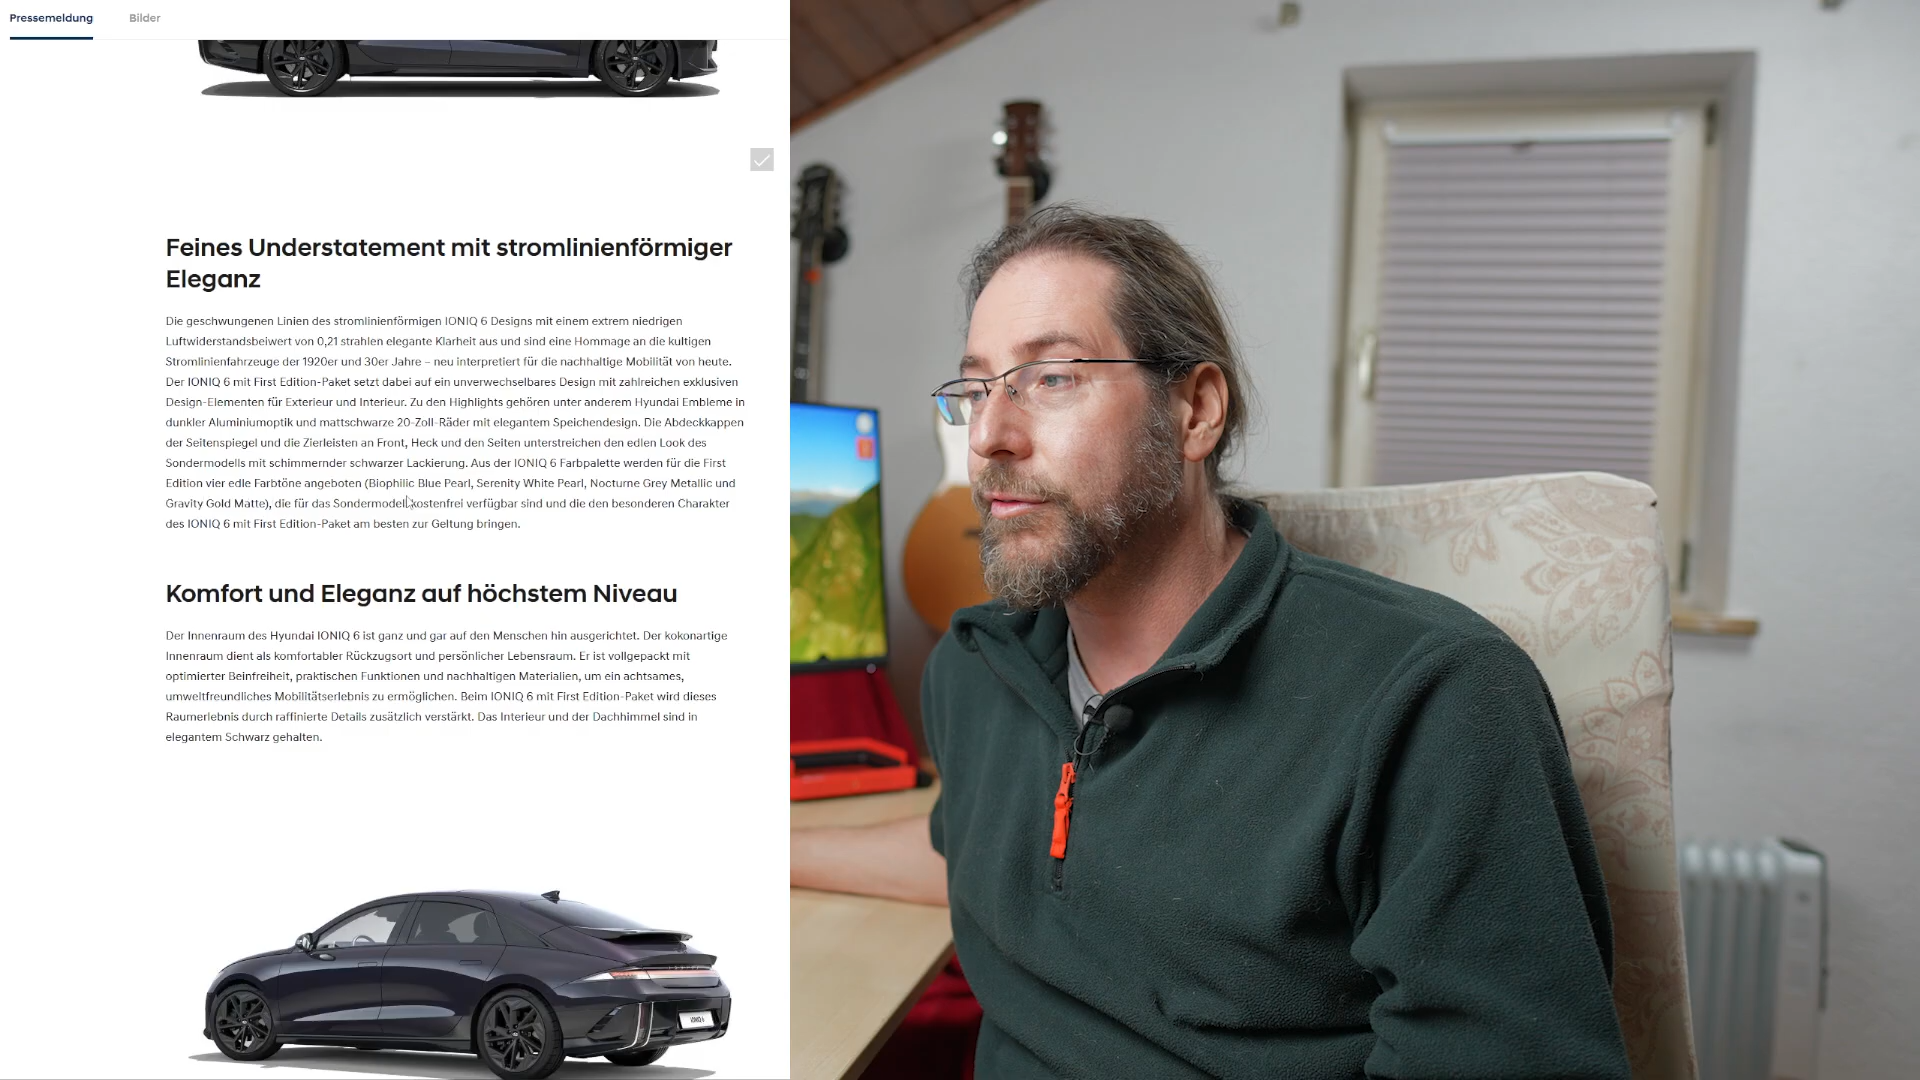 Pressemeldung
Bilder
Feines Understatement mit stromlinienförmiger
Eleganz
Die geschwungenen Linien des stromlinienförmigen IONIQ 6 Designs mit einem extrem niedrigen
Luftwiderstandsbeiwert von 0,21 strahlen elegante Klarheit aus und sind eine Hommage an die kultigen
Stromlinienfahrzeuge der 1920er und 30er Jahre – neu interpretiert für die nachhaltige Mobilität von heute.
Der IONIQ 6 mit First Edition-Paket setzt dabei auf ein unverwechselbares Design mit zahlreichen exklusiven
Design-Elementen für Exterieur und Interieur. Zu den Highlights gehören unter anderem Hyundai Embleme in
dunkler Aluminiumoptik und mattschwarze 20-Zoll-Räder mit elegantem Speichendesign. Die Abdeckkappen
der Seitenspiegel und die Zierleisten an Front, Heck und den Seiten unterstreichen den edlen Look des
Sondermodells mit schimmernder schwarzer Lackierung. Aus der IONIQ 6 Farbpalette werden für die First
Edition vier edle Farbtöne angeboten (Biophilic Blue Pearl, Serenity White Pearl, Nocturne Grey Metallic und
Gravity Gold Matte), die für das Sondermodell kostenfrei verfügbar sind und die den besonderen Charakter
des IONIQ 6 mit First Edition-Paket am besten zur Geltung bringen.
Komfort und Eleganz auf höchstem Niveau
Der Innenraum des Hyundai IONIQ 6 ist ganz und gar auf den Menschen hin ausgerichtet. Der kokonartige
Innenraum dient als komfortabler Rückzugsort und persönlicher Lebensraum. Er ist vollgepackt mit
optimierter Beinfreiheit, praktischen Funktionen und nachhaltigen Materialien, um ein achtsames,
umweltfreundliches Mobilitätserlebnis zu ermöglichen. Beim IONIQ 6 mit First Edition-Paket wird dieses
Raumerlebnis durch raffinierte Details zusätzlich verstärkt. Das Interieur und der Dachhimmel sind in
elegantem Schwarz gehalten.
IONIQ 6